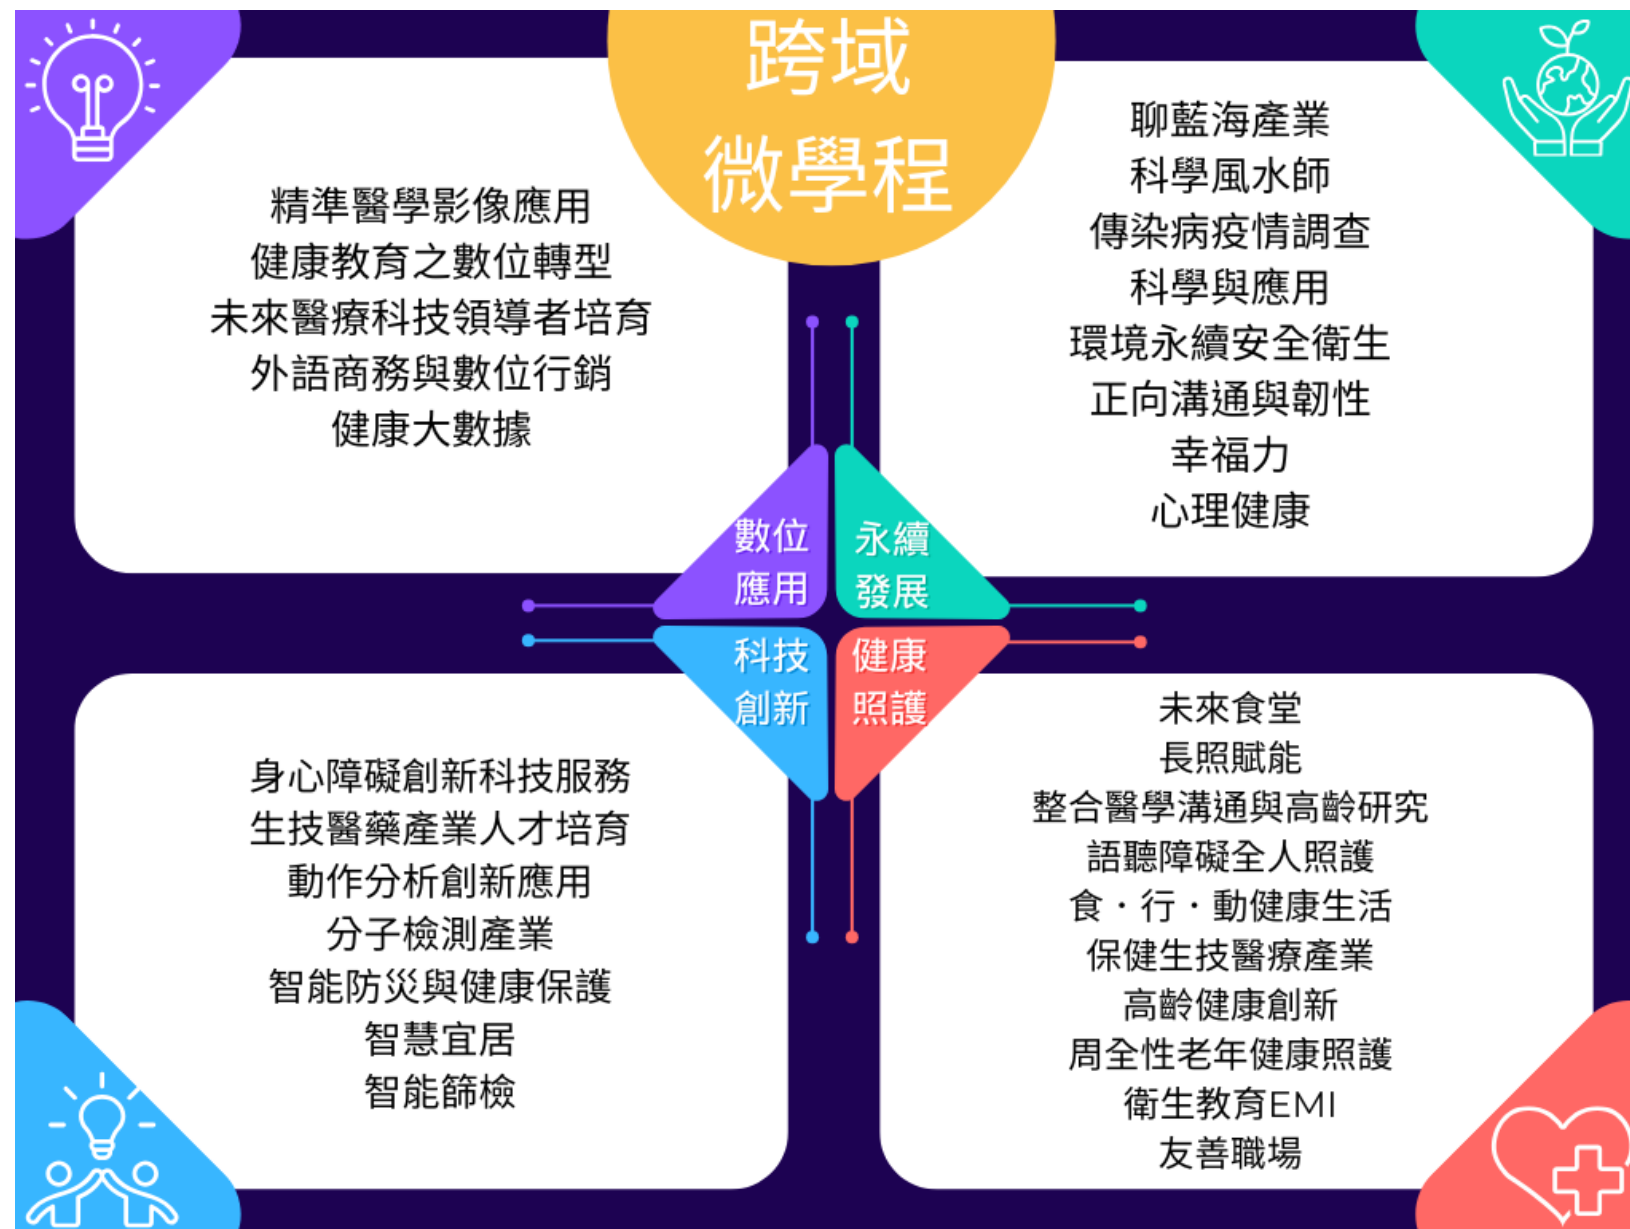 跨域
微學程
精準醫學影像應用
健康教育之數位轉型
未來醫療科技領導者培育
外語商務與數位行銷
健康大數據
聊藍海產業
科學風水師
傳染病疫情調查
科學與應用
環境永續安全衛生
正向溝通與韌性
幸福力
心理健康
數位
應用
永續
發展
科技
創新
健康
照護
身心障礙創新科技服務
生技醫藥產業人才培育
動作分析創新應用
分子檢測產業
智能防災與健康保護
智慧宜居
智能篩檢
未來食堂
長照賦能
整合醫學溝通與高齡研究
語聽障礙全人照護
食・行・動健康生活
保健生技醫療產業
高齡健康創新
周全性老年健康照護
衛生教育EMI
友善職場